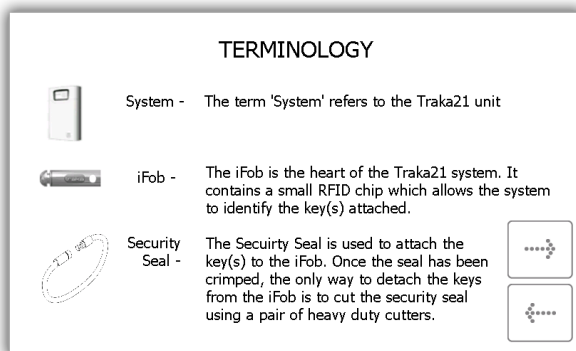 TERMINOLOGY
System - The term 'System' refers to the Traka21 unit
iFob - The iFob is the heart of the Traka21 system. It
contains a small RFID chip which allows the system
to identify the key(s) attached.
Security The Secuirty Seal is used to attach the
Seal - key(s) to the iFob. Once the seal has been
crimped, the only way to detach the keys
from the iFob is to cut the security seal
using a pair of heavy duty cutters.